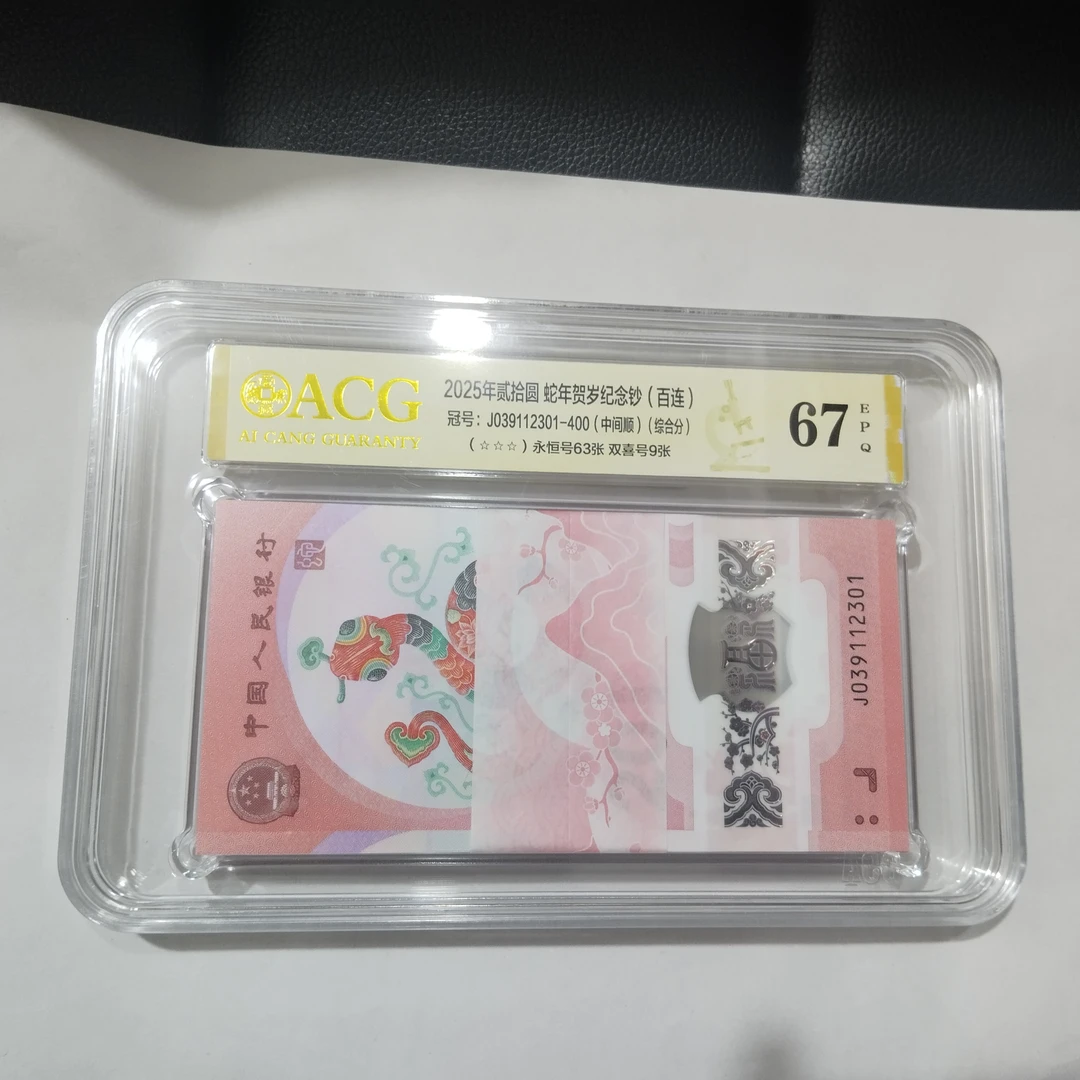 ACG
AI CANG GUARANTY
2025年贰拾圆 蛇年贺岁纪念钞（百连）
冠号：J039112301-400（中间顺）（综合分）
（☆☆☆）永恒号63张 双喜号9张
67
EPQ
中国人民银行
福
J039112301